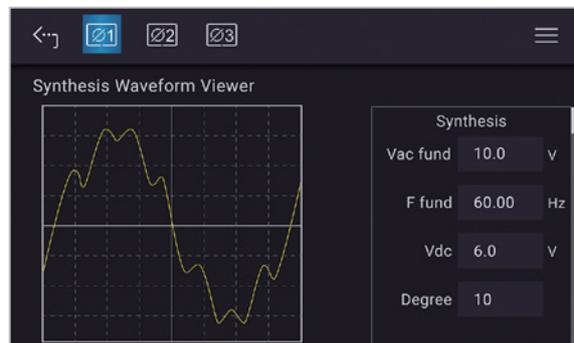 Ø1 Ø2 Ø3
Synthesis Waveform Viewer
Synthesis
Vac fund 10.0 V
F fund 60.00 Hz
Vdc 6.0 V
Degree 10